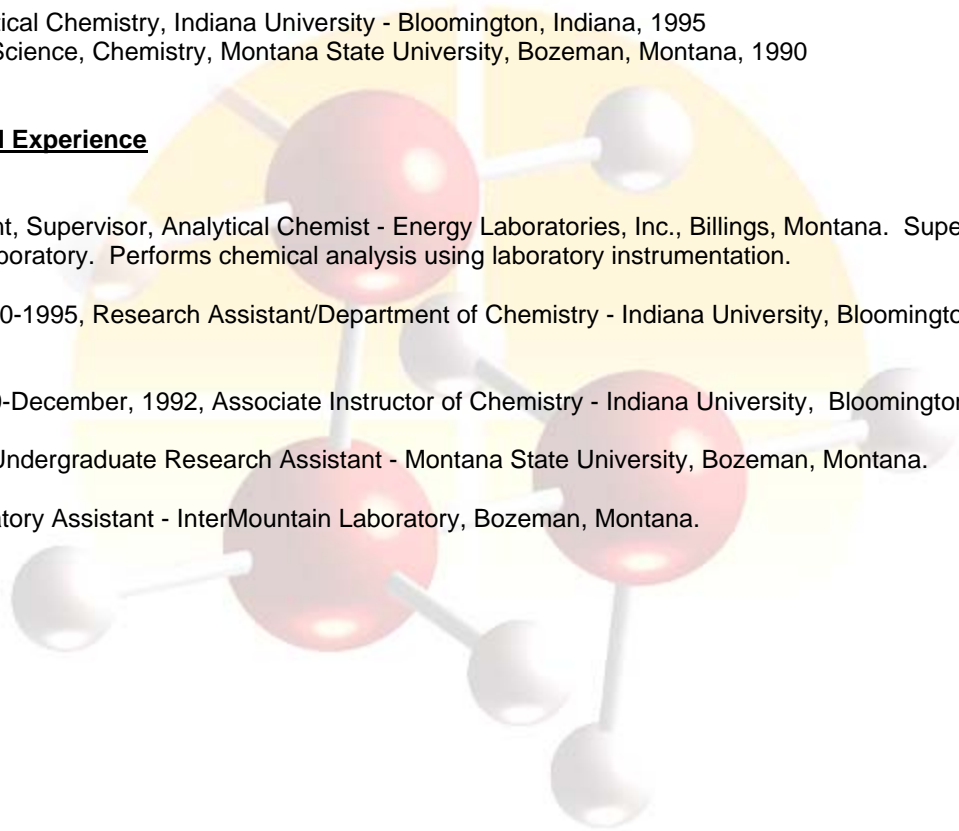 tical Chemistry, Indiana University - Bloomington, Indiana, 1995
Science, Chemistry, Montana State University, Bozeman, Montana, 1990
l Experience
nt, Supervisor, Analytical Chemist - Energy Laboratories, Inc., Billings, Montana. Supe
boratory. Performs chemical analysis using laboratory instrumentation.
0-1995, Research Assistant/Department of Chemistry - Indiana University, Bloomingto
-December, 1992, Associate Instructor of Chemistry - Indiana University, Bloomington
Undergraduate Research Assistant - Montana State University, Bozeman, Montana.
atory Assistant - InterMountain Laboratory, Bozeman, Montana.